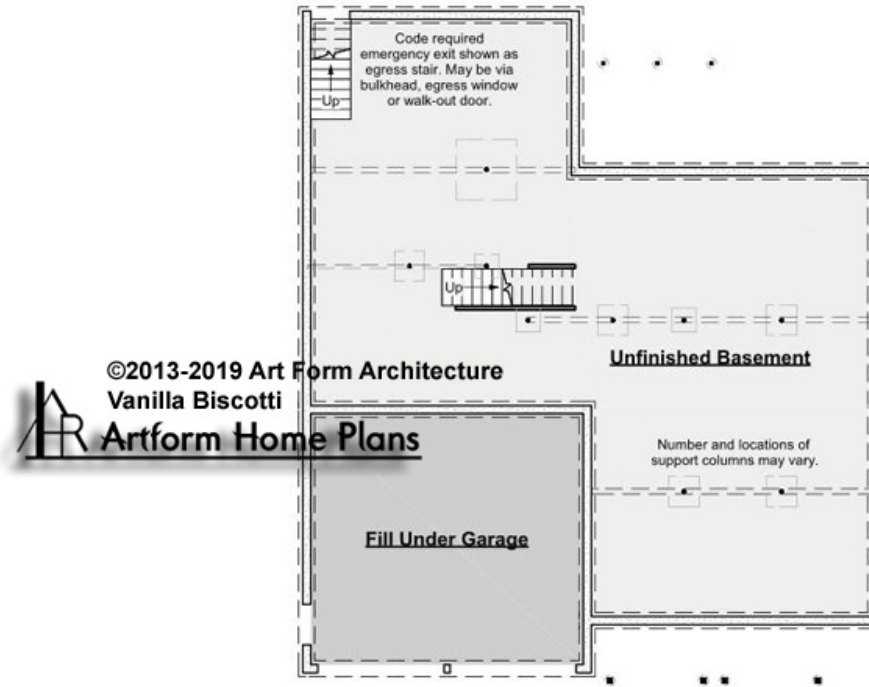 Code required
emergency exit shown as
egress stair. May be via
bulkhead, egress window
or walk-out door.
Up
Up
Unfinished Basement
©2013-2019 Art Form Architecture
Vanilla Biscotti
Artform Home Plans
Number and locations of
support columns may vary.
Fill Under Garage